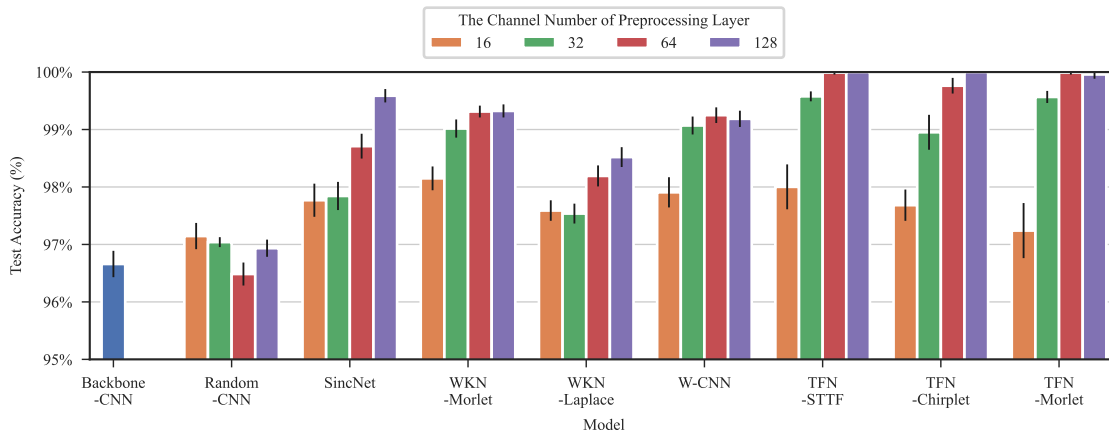 The Channel Number of Preprocessing Layer
16 32 64 128
Test Accuracy (%)
100%
99%
98%
97%
96%
95%
Backbone
-CNN
Random
-CNN
SincNet
WKN
-Morlet
WKN
-Laplace
W-CNN
TFN
-STTF
TFN
-Chirplet
TFN
-Morlet
Model